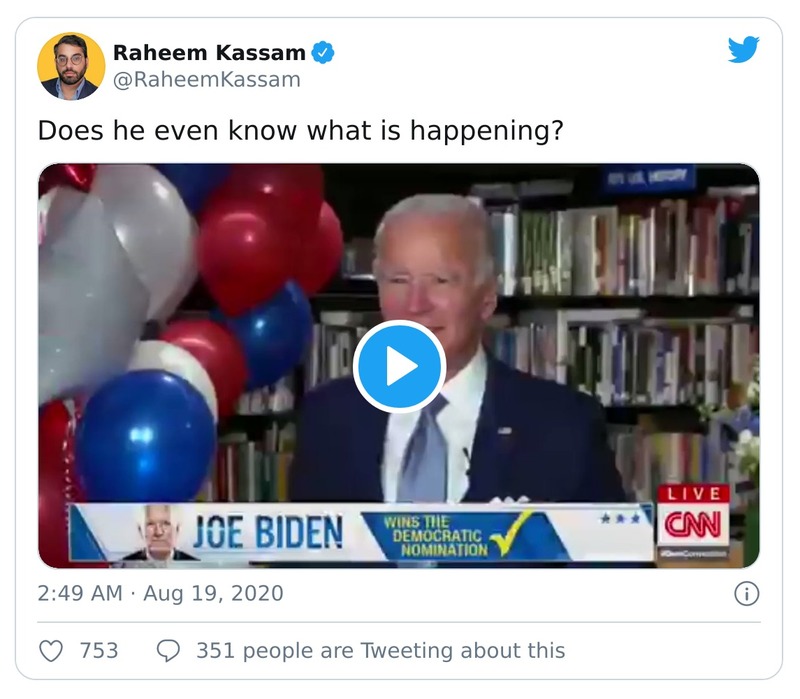 Raheem Kassam
@RaheemKassam
Does he even know what is happening?
JOE BIDEN
WINS THE
DEMOCRATIC
NOMINATION
LIVE
CNN
#DemConvention
2:49 AM · Aug 19, 2020
753
351 people are Tweeting about this